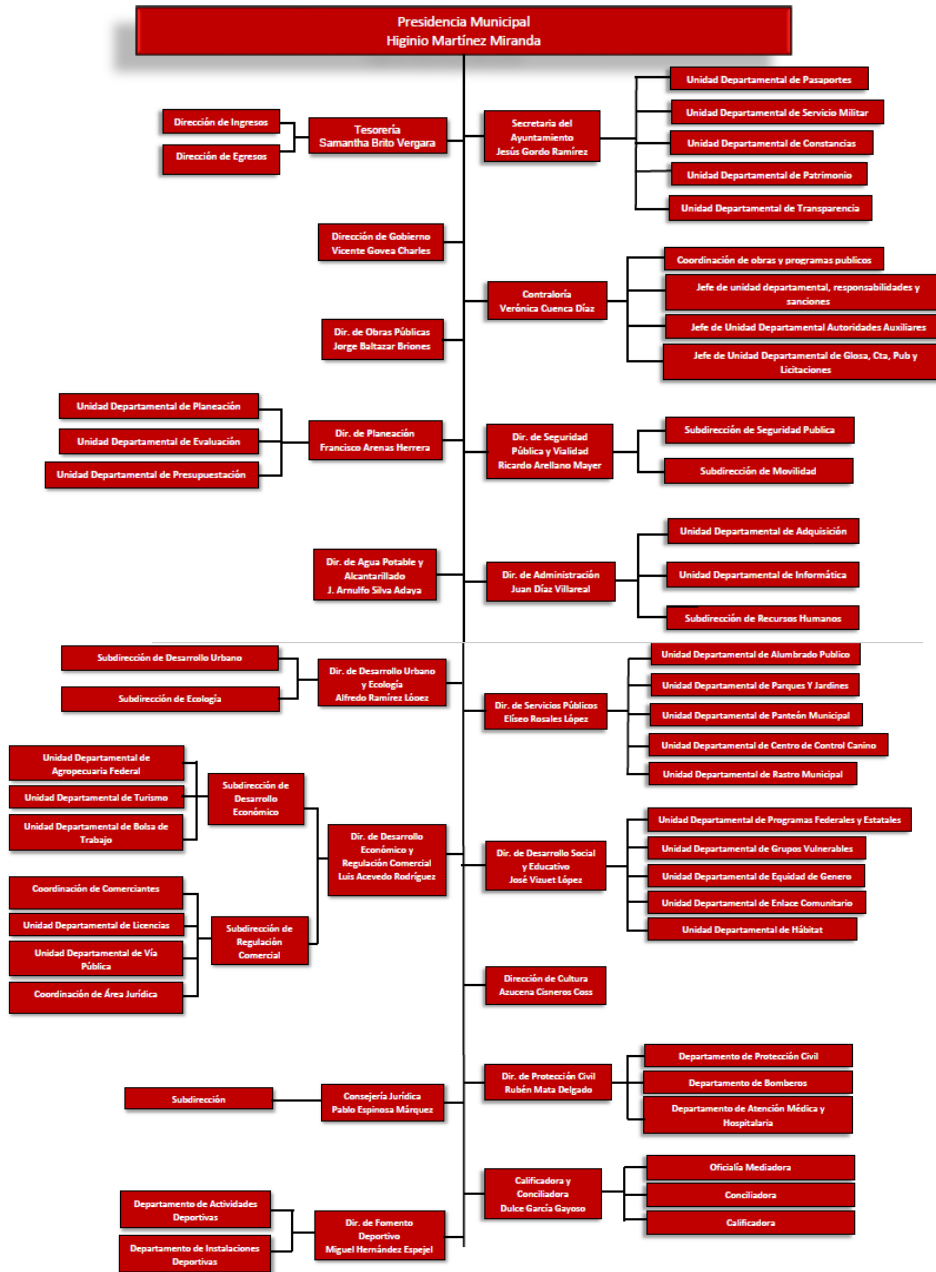 Presidencia Municipal
Higinio Martínez Miranda
Dirección de Ingresos
Dirección de Egresos
Tesorería
Samantha Brito Vergara
Secretaria del
Ayuntamiento
Jesús Gordo Ramírez
Unidad Departamental de Pasaportes
Unidad Departamental de Servicio Militar
Unidad Departamental de Constancias
Unidad Departamental de Patrimonio
Unidad Departamental de Transparencia
Dirección de Gobierno
Vicente Govea Charles
Contraloría
Verónica Cuenca Díaz
Coordinación de obras y programas publicos
Jefe de unidad departamental, responsabilidades y
sanciones
Jefe de Unidad Departamental Autoridades Auxiliares
Jefe de Unidad Departamental de Glosa, Cta, Pub y
Licitaciones
Dir. de Obras Públicas
Jorge Baltazar Briones
Unidad Departamental de Planeación
Unidad Departamental de Evaluación
Unidad Departamental de Presupuestación
Dir. de Planeación
Francisco Arenas Herrera
Dir. de Seguridad
Pública y Vialidad
Ricardo Arellano Mayer
Subdirección de Seguridad Publica
Subdirección de Movilidad
Dir. de Agua Potable y
Alcantarillado
J. Arnulfo Silva Adaya
Dir. de Administración
Juan Díaz Villareal
Unidad Departamental de Adquisición
Unidad Departamental de Informática
Subdirección de Recursos Humanos
Subdirección de Desarrollo Urbano
Subdirección de Ecología
Dir. de Desarrollo Urbano
y Ecología
Alfredo Ramírez Lóoez
Dir. de Servicios Públicos
Elíseo Rosales López
Unidad Departamental de Alumbrado Publico
Unidad Departamental de Parques Y Jardines
Unidad Departamental de Panteón Municipal
Unidad Departamental de Centro de Control Canino
Unidad Departamental de Rastro Municipal
Unidad Departamental de
Agropecuaria Federal
Unidad Departamental de Turismo
Unidad Departamental de Bolsa de
Trabajo
Subdirección de
Desarrollo
Económico
Coordinación de Comerciantes
Unidad Departamental de Licencias
Unidad Departamental de Vía
Pública
Coordinación de Área Jurídica
Subdirección de
Regulación
Comercial
Dir. de Desarrollo
Económico y
Regulación Comercial
Luis Acevedo Rodríguez
Dir. de Desarrollo Social
y Educativo
José Vizuet López
Unidad Departamental de Programas Federales y Estatales
Unidad Departamental de Grupos Vulnerables
Unidad Departamental de Equidad de Genero
Unidad Departamental de Enlace Comunitario
Unidad Departamental de Hábitat
Dirección de Cultura
Azucena Cisneros Coss
Subdirección
Consejería Jurídica
Pablo Espinosa Márquez
Dir. de Protección Civil
Rubén Mata Delgado
Departamento de Protección Civil
Departamento de Bomberos
Departamento de Atención Médica y
Hospitalaria
Calificadora y
Conciliadora
Dulce García Gayoso
Oficialía Mediadora
Conciliadora
Calificadora
Departamento de Actividades
Deportivas
Departamento de Instalaciones
Deportivas
Dir. de Fomento
Deportivo
Miguel Hernández Espejel